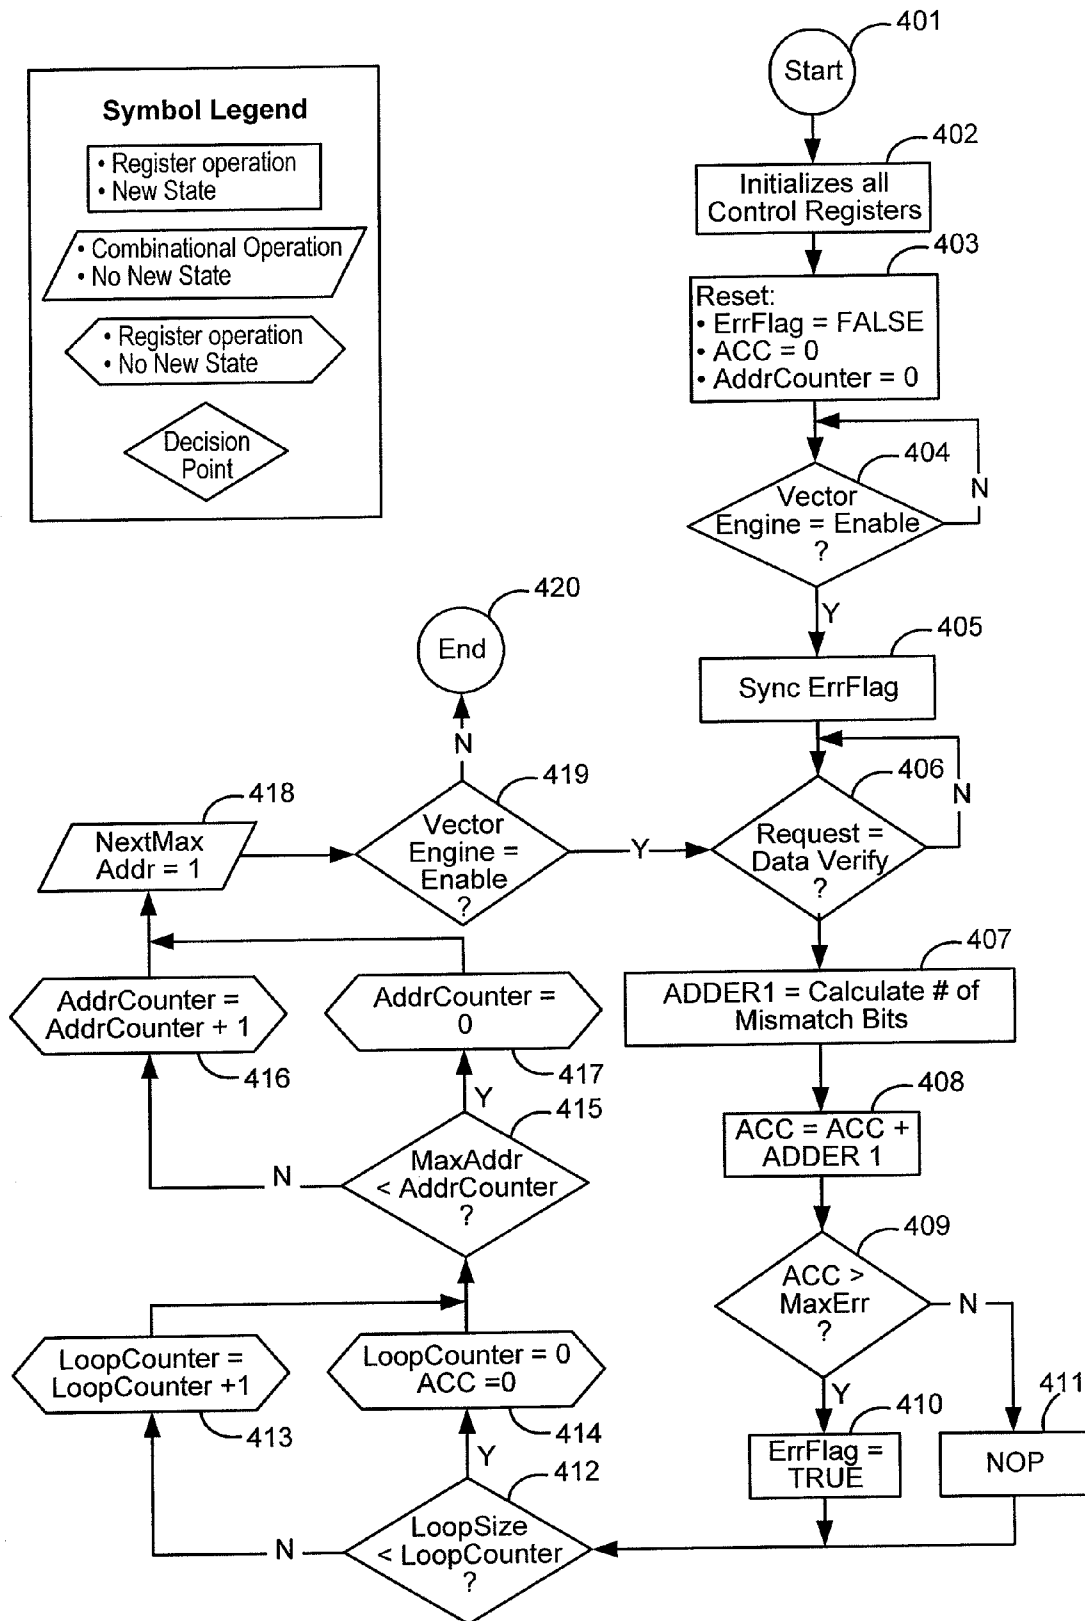 Symbol Legend
• Register operation
• New State
• Combinational Operation
• No New State
• Register operation
• No New State
Decision
Point
401
Start
402
Initializes all
Control Registers
403
Reset:
• ErrFlag = FALSE
• ACC = 0
• AddrCounter = 0
404
Vector
Engine = Enable
?
N
Y
405
Sync ErrFlag
406
Request =
Data Verify
?
N
407
ADDER1 = Calculate # of
Mismatch Bits
408
ACC = ACC +
ADDER 1
409
ACC >
MaxErr
?
N
Y
410
ErrFlag =
TRUE
411
NOP
412
LoopSize
< LoopCounter
?
N
Y
413
LoopCounter =
LoopCounter +1
414
LoopCounter = 0
ACC =0
415
MaxAddr
< AddrCounter
?
N
Y
416
AddrCounter =
AddrCounter + 1
417
AddrCounter =
0
418
NextMax
Addr = 1
419
Vector
Engine =
Enable
?
Y
N
420
End